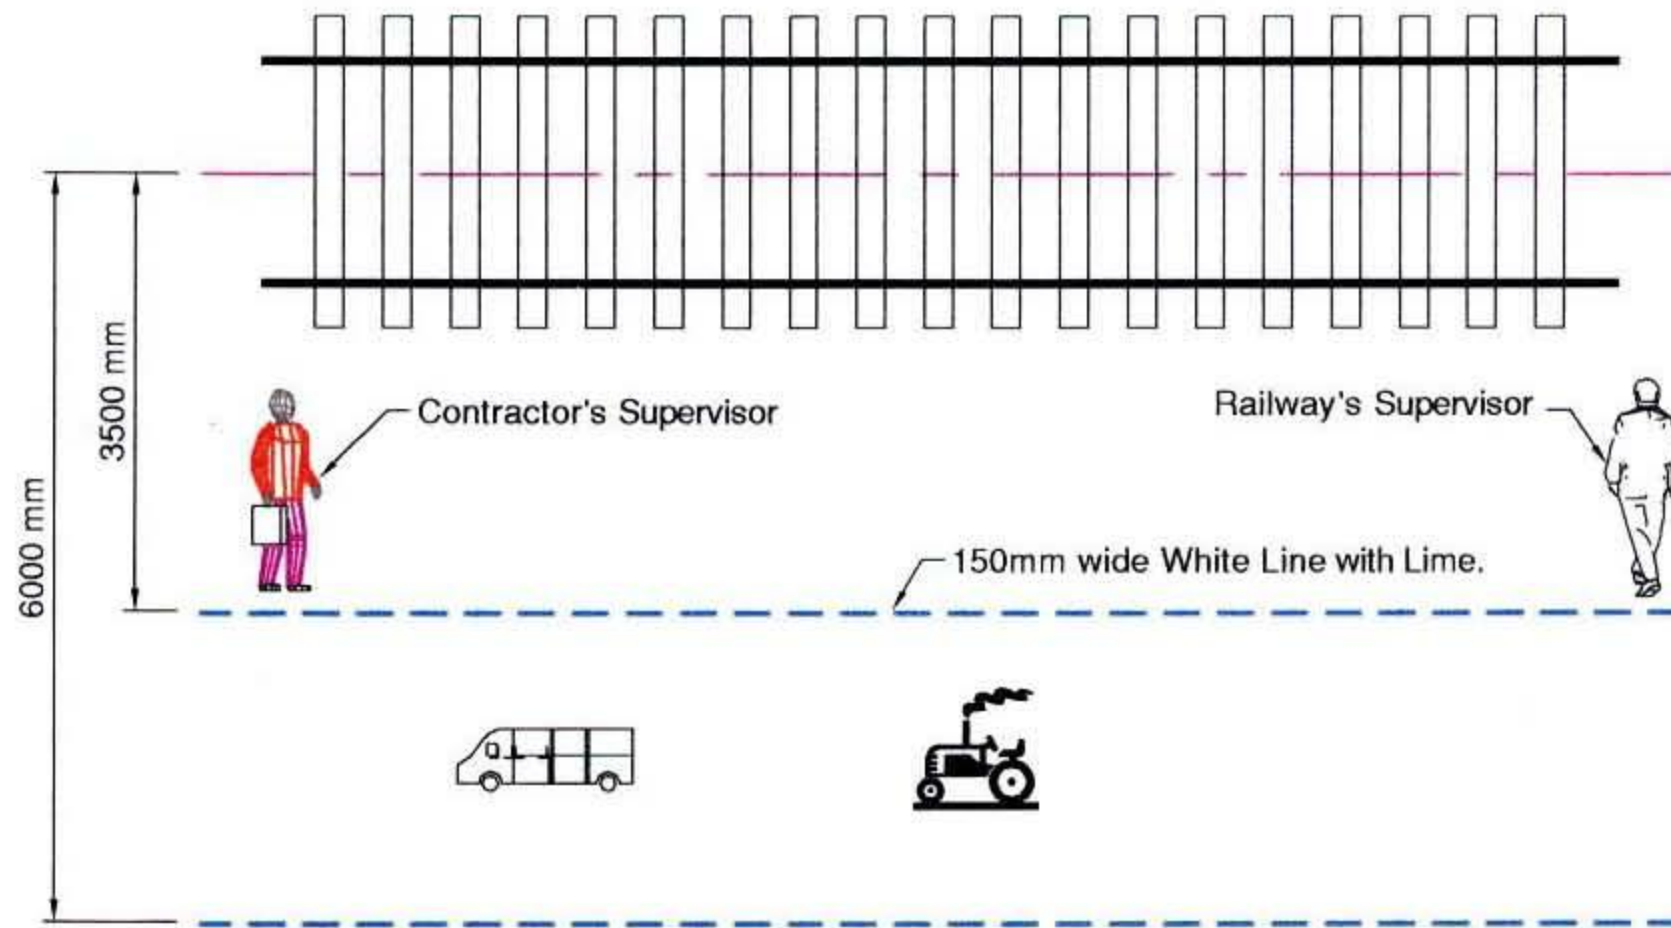 3500 mm
6000 mm
Contractor's Supervisor
Railway's Supervisor
150mm wide White Line with Lime.